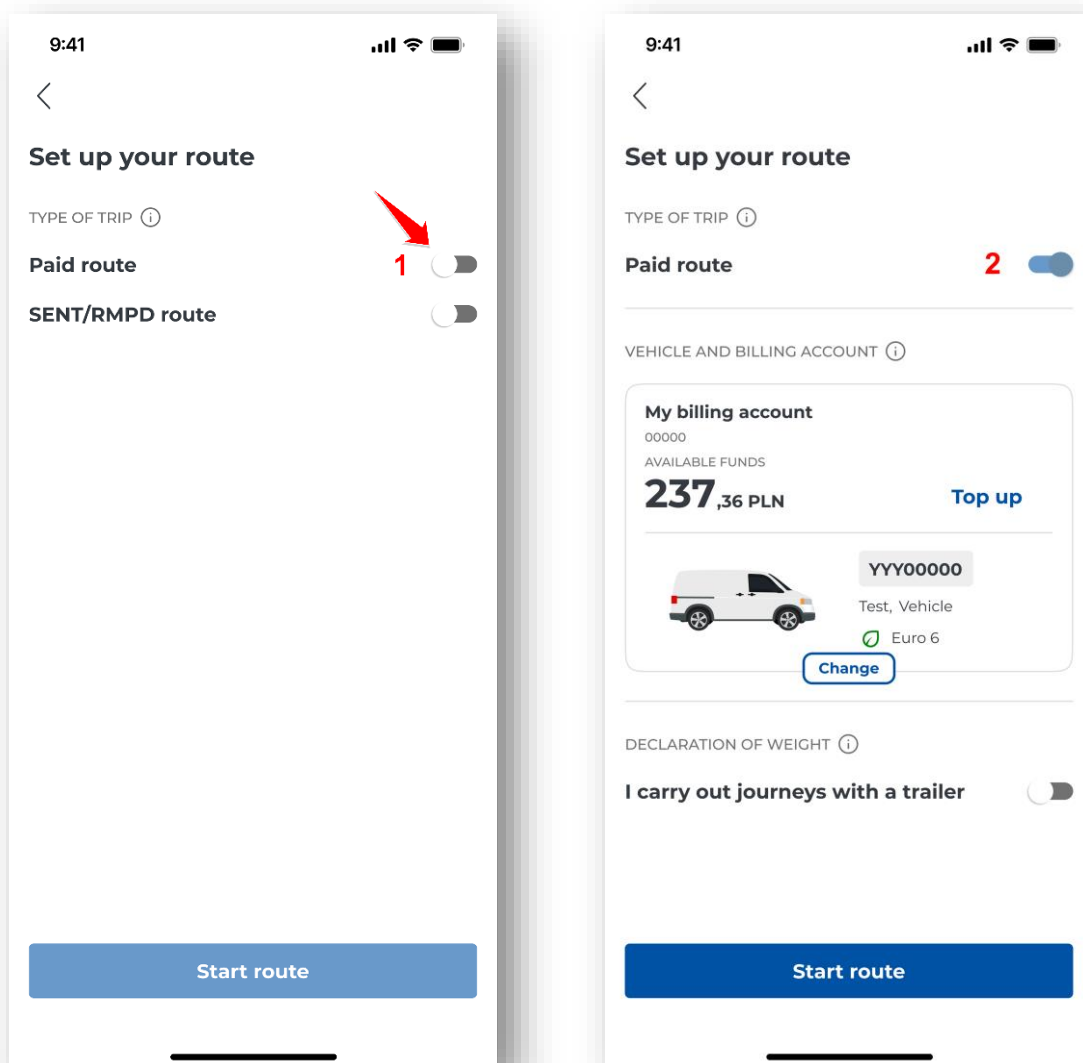 9:41
Set up your route
TYPE OF TRIP
Paid route
1
SENT/RMPD route
Start route
9:41
Set up your route
TYPE OF TRIP
Paid route
2
VEHICLE AND BILLING ACCOUNT
My billing account
00000
AVAILABLE FUNDS
237,36 PLN
Top up
YYY00000
Test, Vehicle
Euro 6
Change
DECLARATION OF WEIGHT
I carry out journeys with a trailer
Start route